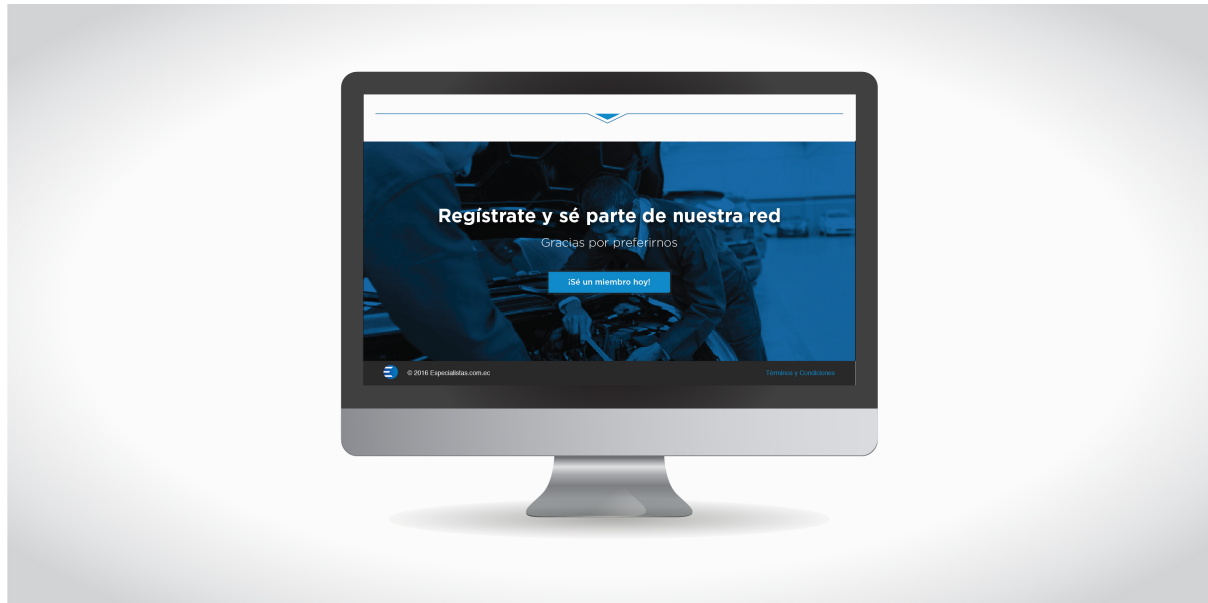 Regístrate y sé parte de nuestra red
Gracias por preferirnos
¡Sé un miembro hoy!
© 2016 Especialistas.com.ec
Términos y Condiciones